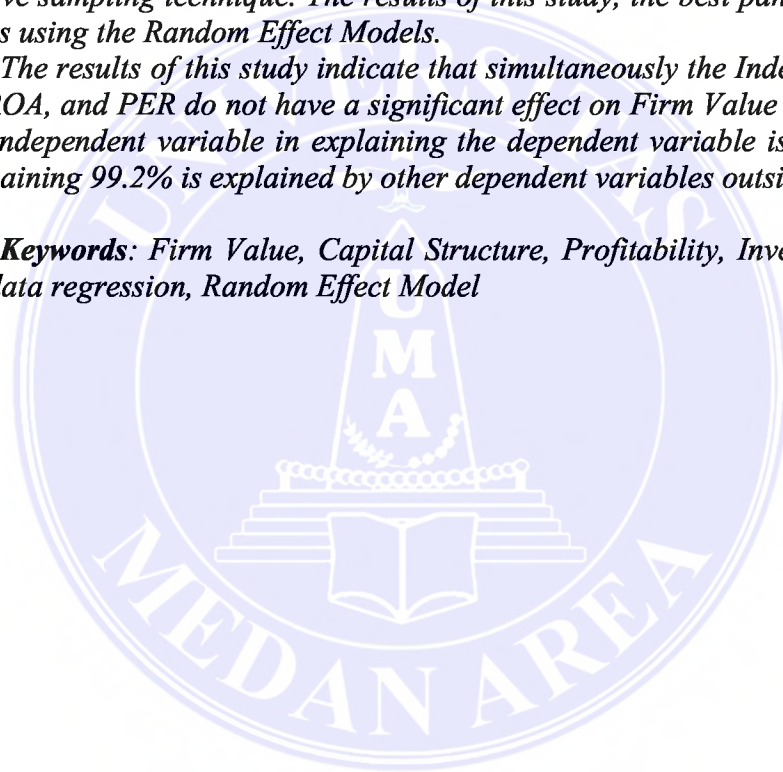 ve sampling technique. The results of this study, the best pan
s using the Random Effect Models.
The results of this study indicate that simultaneously the Inde
OA, and PER do not have a significant effect on Firm Value
ndependent variable in explaining the dependent variable is
aining 99.2% is explained by other dependent variables outsi
Keywords: Firm Value, Capital Structure, Profitability, Inve
lata regression, Random Effect Model
UNIVERSITAS
U
M
A
MEDAN AREA